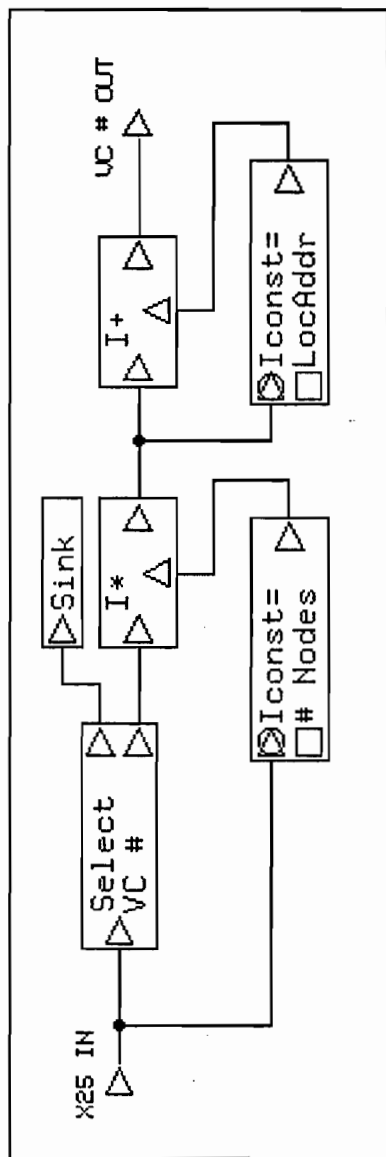 X25 IN
Select
VC #
Sink
I*
Iconst=
# Nodes
I+
Iconst=
LocAddr
VC # OUT